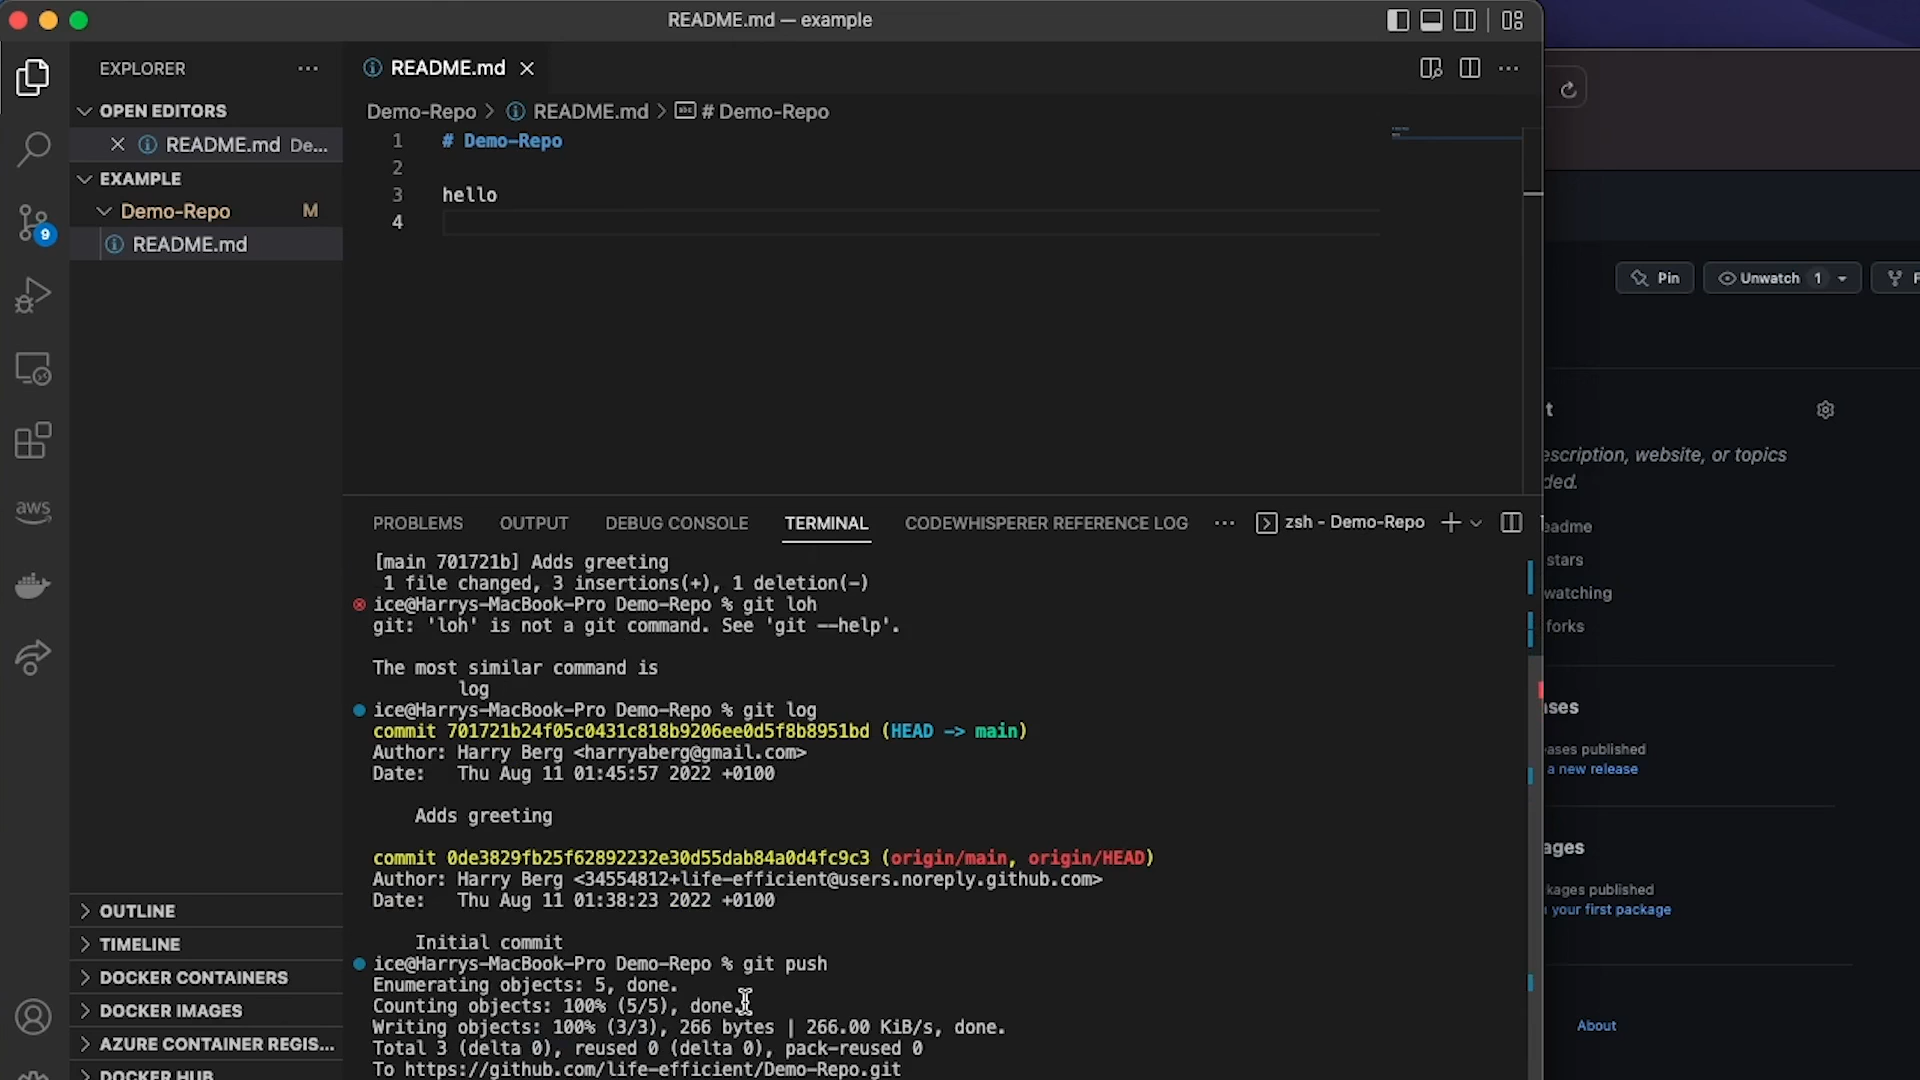 README.md — example
EXPLORER
README.md
OPEN EDITORS
README.md De...
EXAMPLE
Demo-Repo M
README.md
9
aws
Demo-Repo > README.md > # Demo-Repo
1 # Demo-Repo
2
3 hello
4
PROBLEMS OUTPUT DEBUG CONSOLE TERMINAL CODEWHISPERER REFERENCE LOG zsh - Demo-Repo
[main 701721b] Adds greeting
1 file changed, 3 insertions(+), 1 deletion(-)
ice@Harrys-MacBook-Pro Demo-Repo % git loh
git: 'loh' is not a git command. See 'git --help'.
The most similar command is
log
ice@Harrys-MacBook-Pro Demo-Repo % git log
commit 701721b24f05c0431c818b9206ee0d5f8b8951bd (HEAD -> main)
Author: Harry Berg <harryaberg@gmail.com>
Date: Thu Aug 11 01:45:57 2022 +0100
Adds greeting
commit 0de3829fb25f62892232e30d55dab84a0d4fc9c3 (origin/main, origin/HEAD)
Author: Harry Berg <34554812+life-efficient@users.noreply.github.com>
Date: Thu Aug 11 01:38:23 2022 +0100
Initial commit
ice@Harrys-MacBook-Pro Demo-Repo % git push
Enumerating objects: 5, done.
Counting objects: 100% (5/5), done.
Writing objects: 100% (3/3), 266 bytes | 266.00 KiB/s, done.
Total 3 (delta 0), reused 0 (delta 0), pack-reused 0
To https://github.com/life-efficient/Demo-Repo.git
OUTLINE
TIMELINE
DOCKER CONTAINERS
DOCKER IMAGES
AZURE CONTAINER REGIS...
DOCKER HUB
Pin Unwatch 1 F
t
escription, website, or topics
ded.
eadme
stars
watching
forks
ases
eases published
a new release
ages
kages published
your first package
About